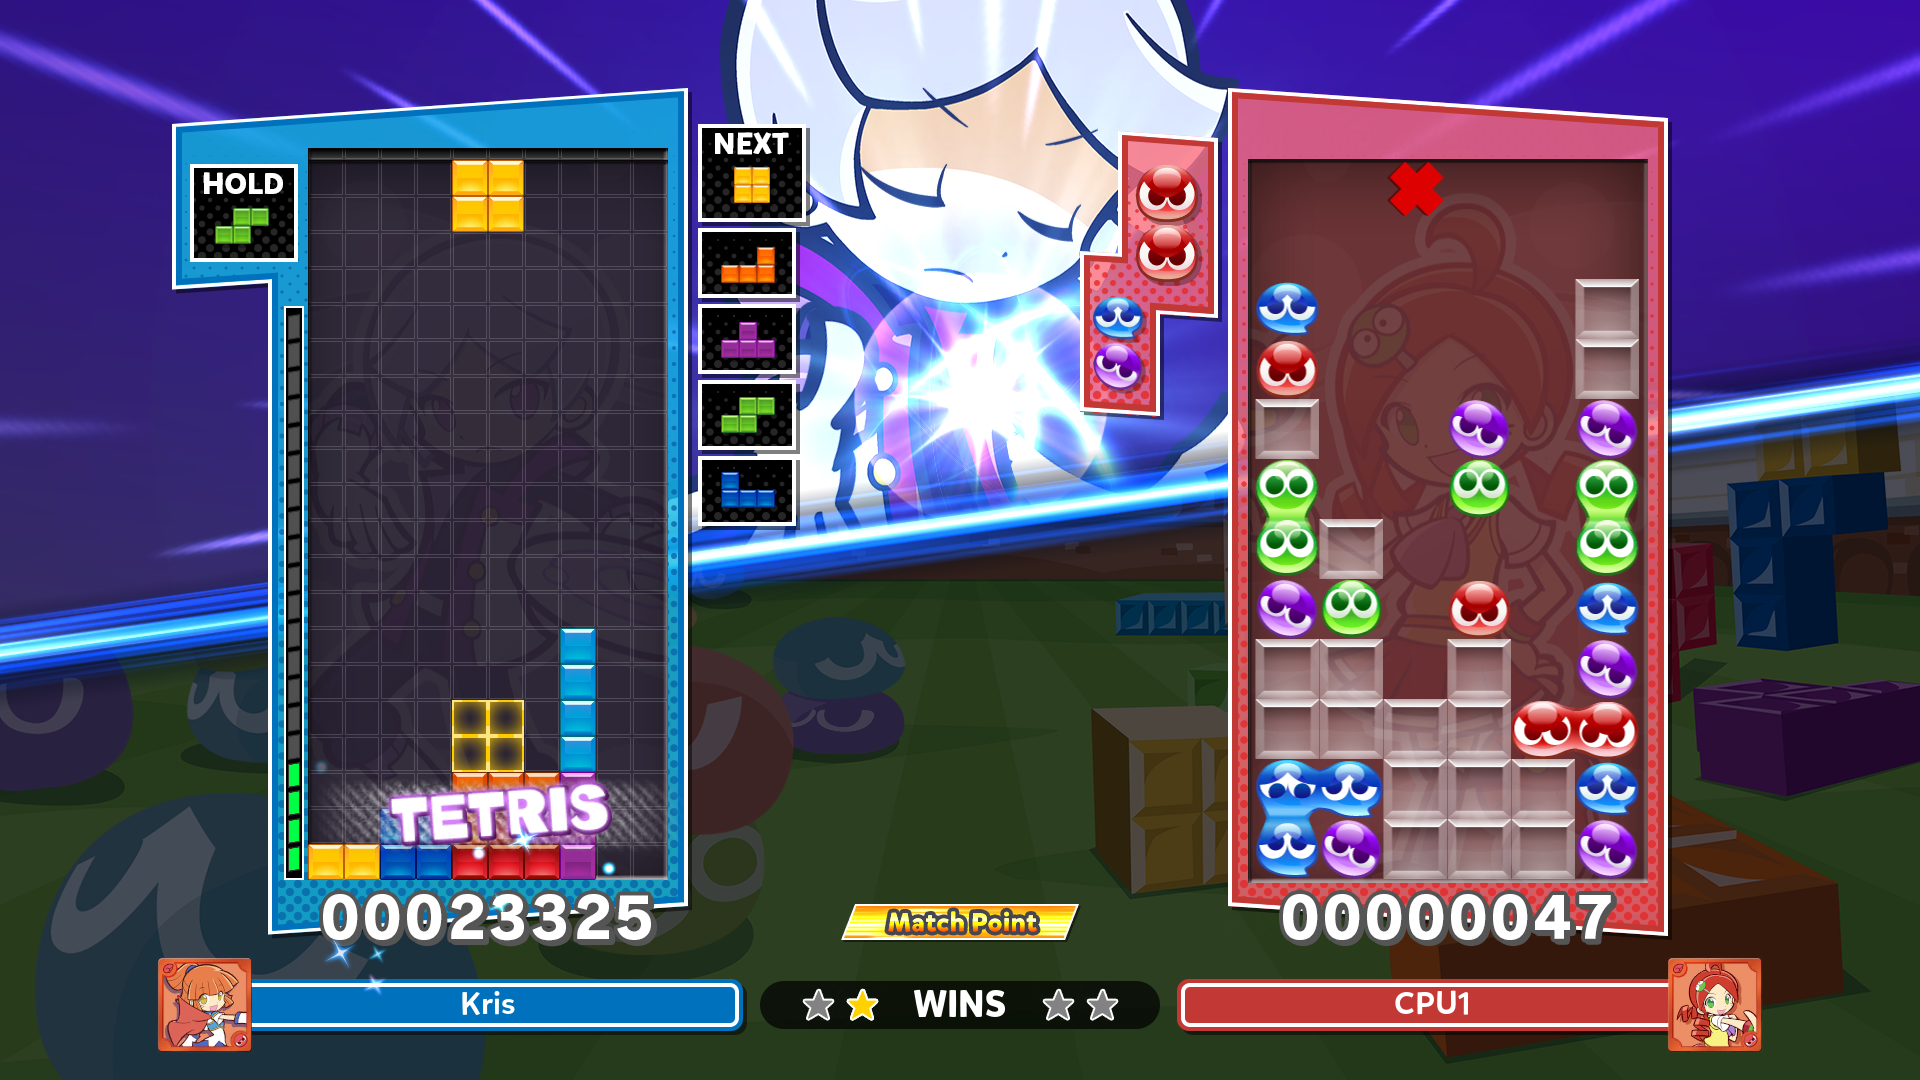 HOLD
NEXT
TETRIS
00023325
Match Point
00000047
Kris
WINS
CPU1